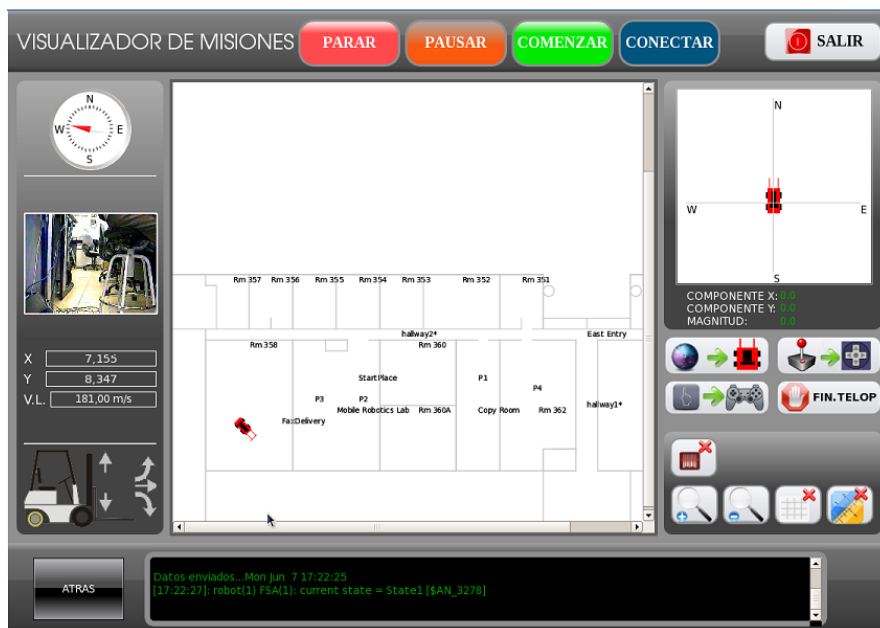 VISUALIZADOR DE MISIONES
PARAR
PAUSAR
COMENZAR
CONECTAR
SALIR
N
W
E
S
X 7,155
Y 8,347
V.L. 181,00 m/s
Rm 357 Rm 356 Rm 355 Rm 354 Rm 353 Rm 352 Rm 351
hallway2* East Entry
Rm 358 Rm 360
StartPlace P1
P4
P3 P2 hallway1*
Mobile Robotics Lab Rm 360A Copy Room Rm 362
FaxDelivery
N
W
E
S
COMPONENTE X: 0.0
COMPONENTE Y: 0.0
MAGNITUD: 0.0
FIN.TELOP
ATRAS
Datos enviados...Mon Jun 7 17:22:25
[17:22:27]: robot(1) FSA(1): current state = State1 [$AN_3278]